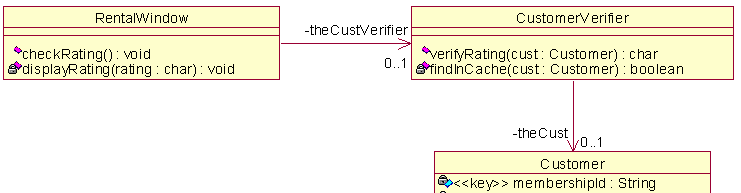 RentalWindow
checkRating() : void
displayRating(rating : char) : void
-theCustVerifier
0..1
CustomerVerifier
verifyRating(cust : Customer) : char
findInCache(cust : Customer) : boolean
-theCust
0..1
Customer
<<key>> membershipId : String